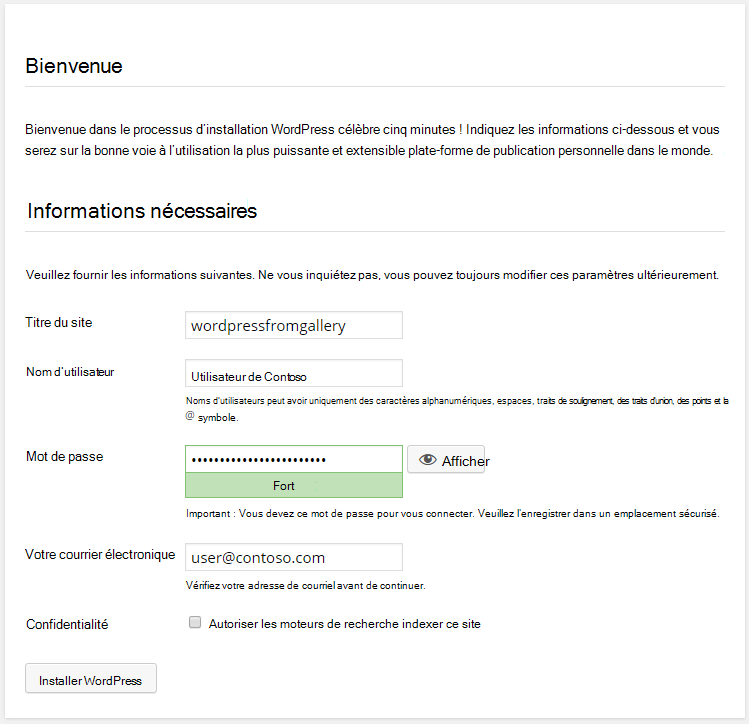 Bienvenue
Bienvenue dans le processus d'installation WordPress célèbre cinq minutes ! Indiquez les informations ci-dessous et vous
serez sur la bonne voie à l'utilisation la plus puissante et extensible plate-forme de publication personnelle dans le monde.
Informations nécessaires
Veuillez fournir les informations suivantes. Ne vous inquiétez pas, vous pouvez toujours modifier ces paramètres ultérieurement.
Titre du site wordpressfromgallery
Nom d'utilisateur Utilisateur de Contoso
Noms d'utilisateurs peut avoir uniquement des caractères alphanumériques, espaces, traits de soulignement, des traits d'union, des points et la
@ symbole.
Mot de passe •••••••••••••••••••••••• Afficher
Fort
Important : Vous devez ce mot de passe pour vous connecter. Veuillez l'enregistrer dans un emplacement sécurisé.
Votre courrier électronique user@contoso.com
Vérifiez votre adresse de courriel avant de continuer.
Confidentialité Autoriser les moteurs de recherche indexer ce site
Installer WordPress